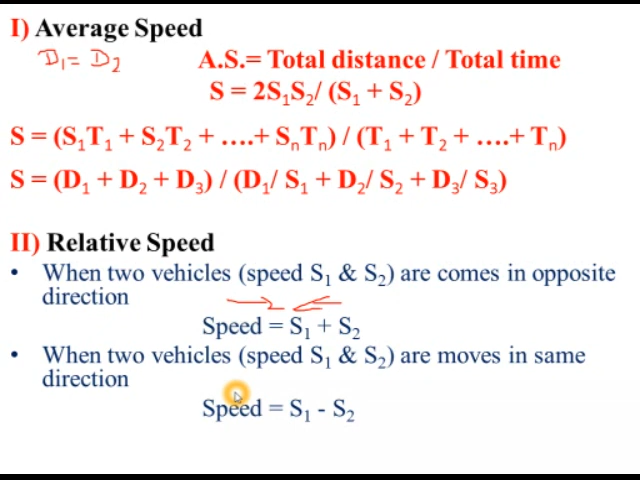 I) Average Speed
D₁ = D₂ A.S.= Total distance / Total time
S = 2S₁S₂/ (S₁ + S₂)
S = (S₁T₁ + S₂T₂ + ….+ SₙTₙ) / (T₁ + T₂ + ….+ Tₙ)
S = (D₁ + D₂ + D₃) / (D₁/ S₁ + D₂/ S₂ + D₃/ S₃)
II) Relative Speed
• When two vehicles (speed S₁ & S₂) are comes in opposite
direction
Speed = S₁ + S₂
• When two vehicles (speed S₁ & S₂) are moves in same
direction
Speed = S₁ - S₂